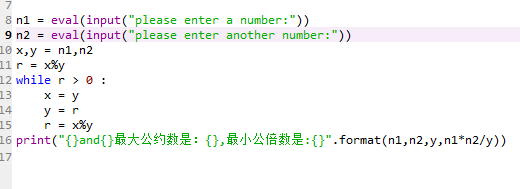 7
8 n1 = eval(input("please enter a number:"))
9 n2 = eval(input("please enter another number:"))
10 x,y = n1,n2
11 r = x%y
12 while r > 0 :
13     x = y
14     y = r
15     r = x%y
16 print("{}and{}最大公约数是: {},最小公倍数是:{}".format(n1,n2,y,n1*n2/y))
17